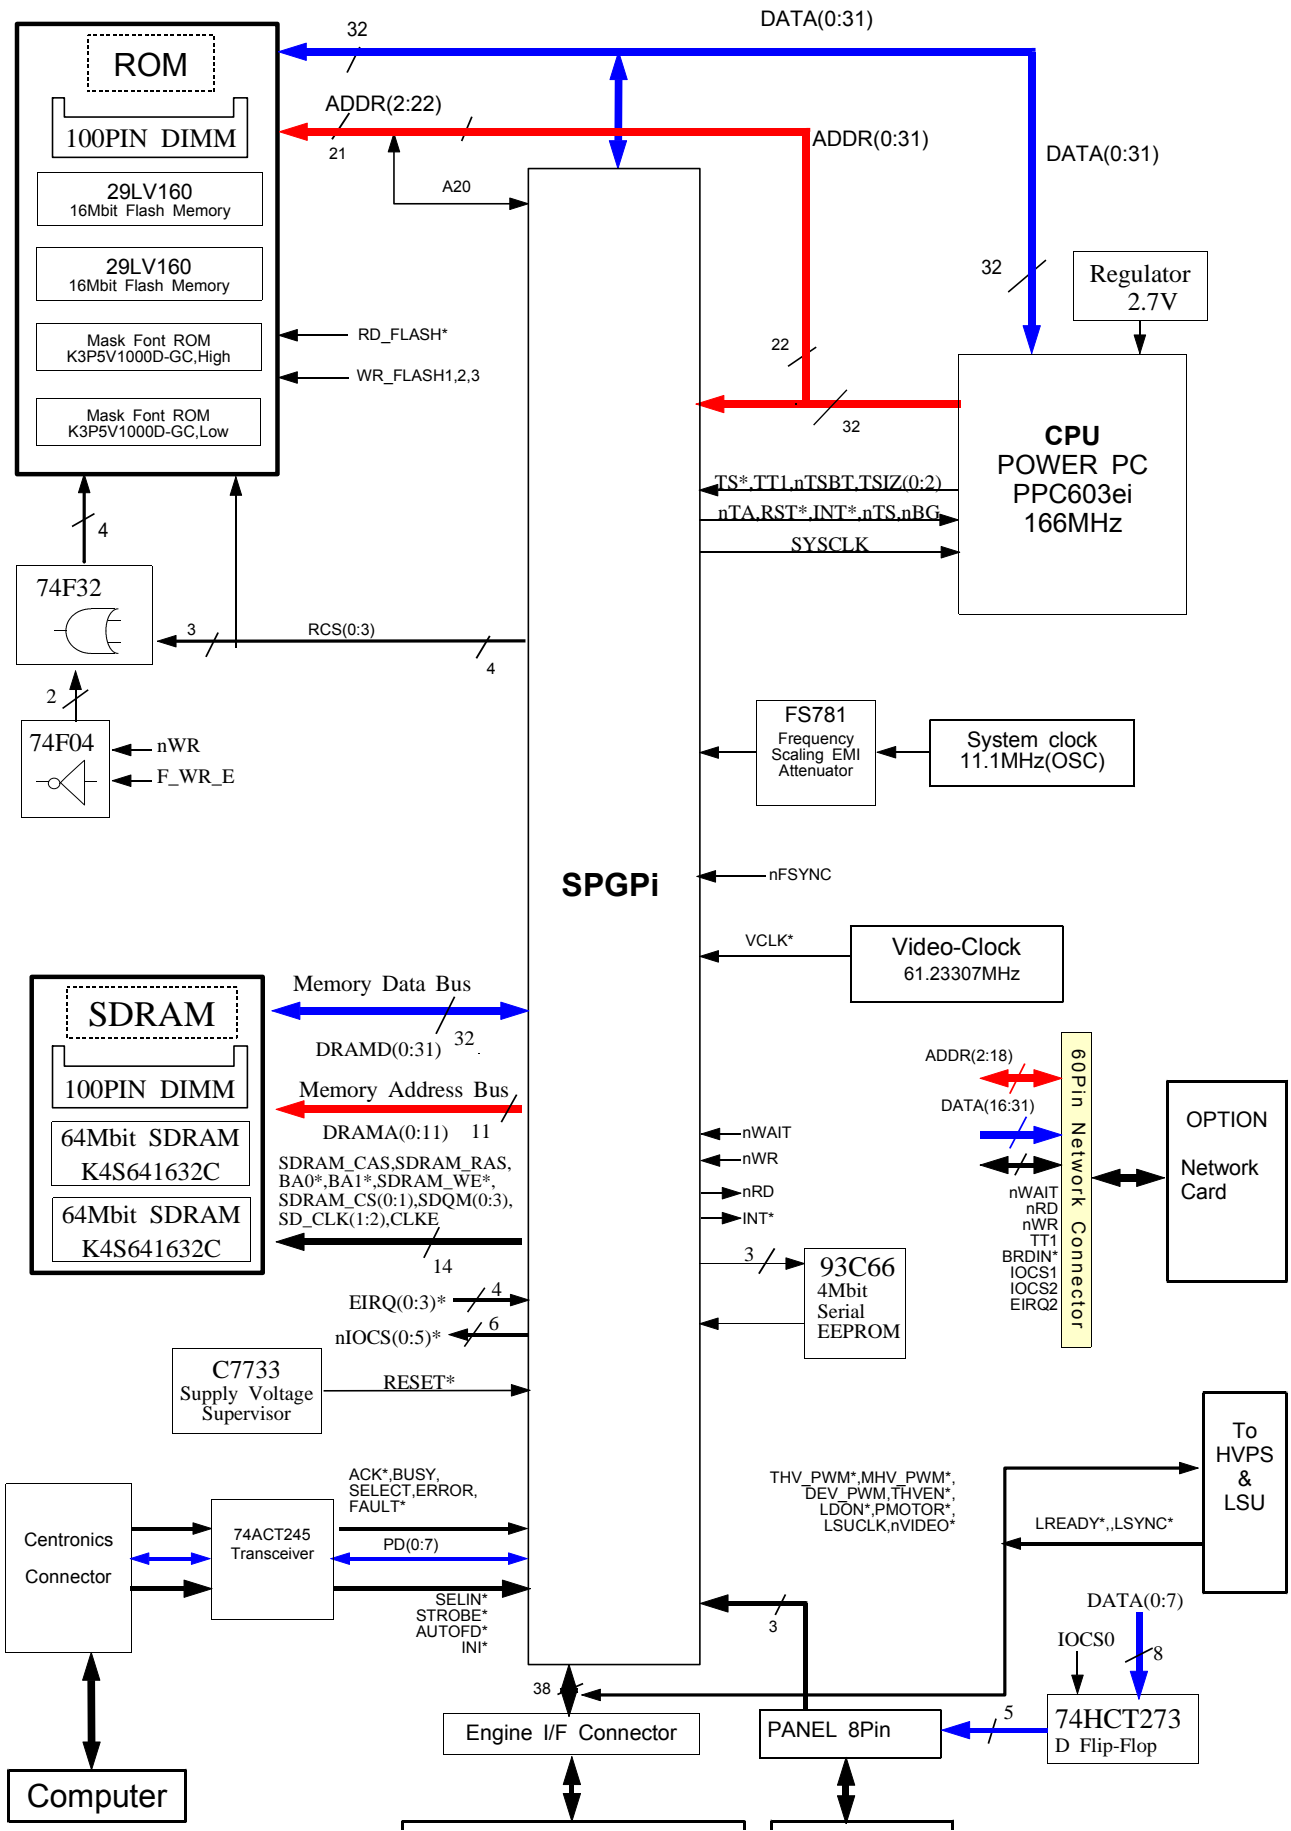 DATA(0:31)
32
ROM
100PIN DIMM
ADDR(2:22)
21
ADDR(0:31)
DATA(0:31)
A20
29LV160
16Mbit Flash Memory
29LV160
16Mbit Flash Memory
32
Regulator
2.7V
Mask Font ROM
K3P5V1000D-GC,High
RD_FLASH*
WR_FLASH1,2,3
22
Mask Font ROM
K3P5V1000D-GC,Low
32
CPU
POWER PC
PPC603ei
166MHz
TS*,TT1,nTSBT,TSIZ(0:2)
nTA,RST*,INT*,nTS,nBG
SYSCLK
4
74F32
3
RCS(0:3)
4
2
74F04
nWR
F_WR_E
FS781
Frequency
Scaling EMI
Attenuator
System clock
11.1MHz(OSC)
SPGPi
nFSYNC
VCLK*
Video-Clock
61.23307MHz
SDRAM
100PIN DIMM
64Mbit SDRAM
K4S641632C
64Mbit SDRAM
K4S641632C
Memory Data Bus
DRAMD(0:31)
32
.
Memory Address Bus
DRAMA(0:11)
11
SDRAM_CAS,SDRAM_RAS,
BA0*,BA1*,SDRAM_WE*,
SDRAM_CS(0:1),SDQM(0:3),
SD_CLK(1:2),CLKE
14
EIRQ(0:3)*
4
nIOCS(0:5)*
6
ADDR(2:18)
DATA(16:31)
nWAIT
nRD
nWR
TT1
BRDIN*
IOCS1
IOCS2
EIRQ2
60Pin Network Connector
OPTION
Network
Card
nWAIT
nWR
nRD
INT*
3
93C66
4Mbit
Serial
EEPROM
C7733
Supply Voltage
Supervisor
RESET*
To
HVPS
&
LSU
THV_PWM*,MHV_PWM*,
DEV_PWM,THVEN*,
LDON*,PMOTOR*,
LSUCLK,nVIDEO*
LREADY*,,LSYNC*
Centronics
Connector
74ACT245
Transceiver
ACK*,BUSY,
SELECT,ERROR,
FAULT*
PD(0:7)
SELIN*
STROBE*
AUTOFD*
INI*
3
DATA(0:7)
IOCS0
8
38
Engine I/F Connector
PANEL 8Pin
5
74HCT273
D Flip-Flop
Computer